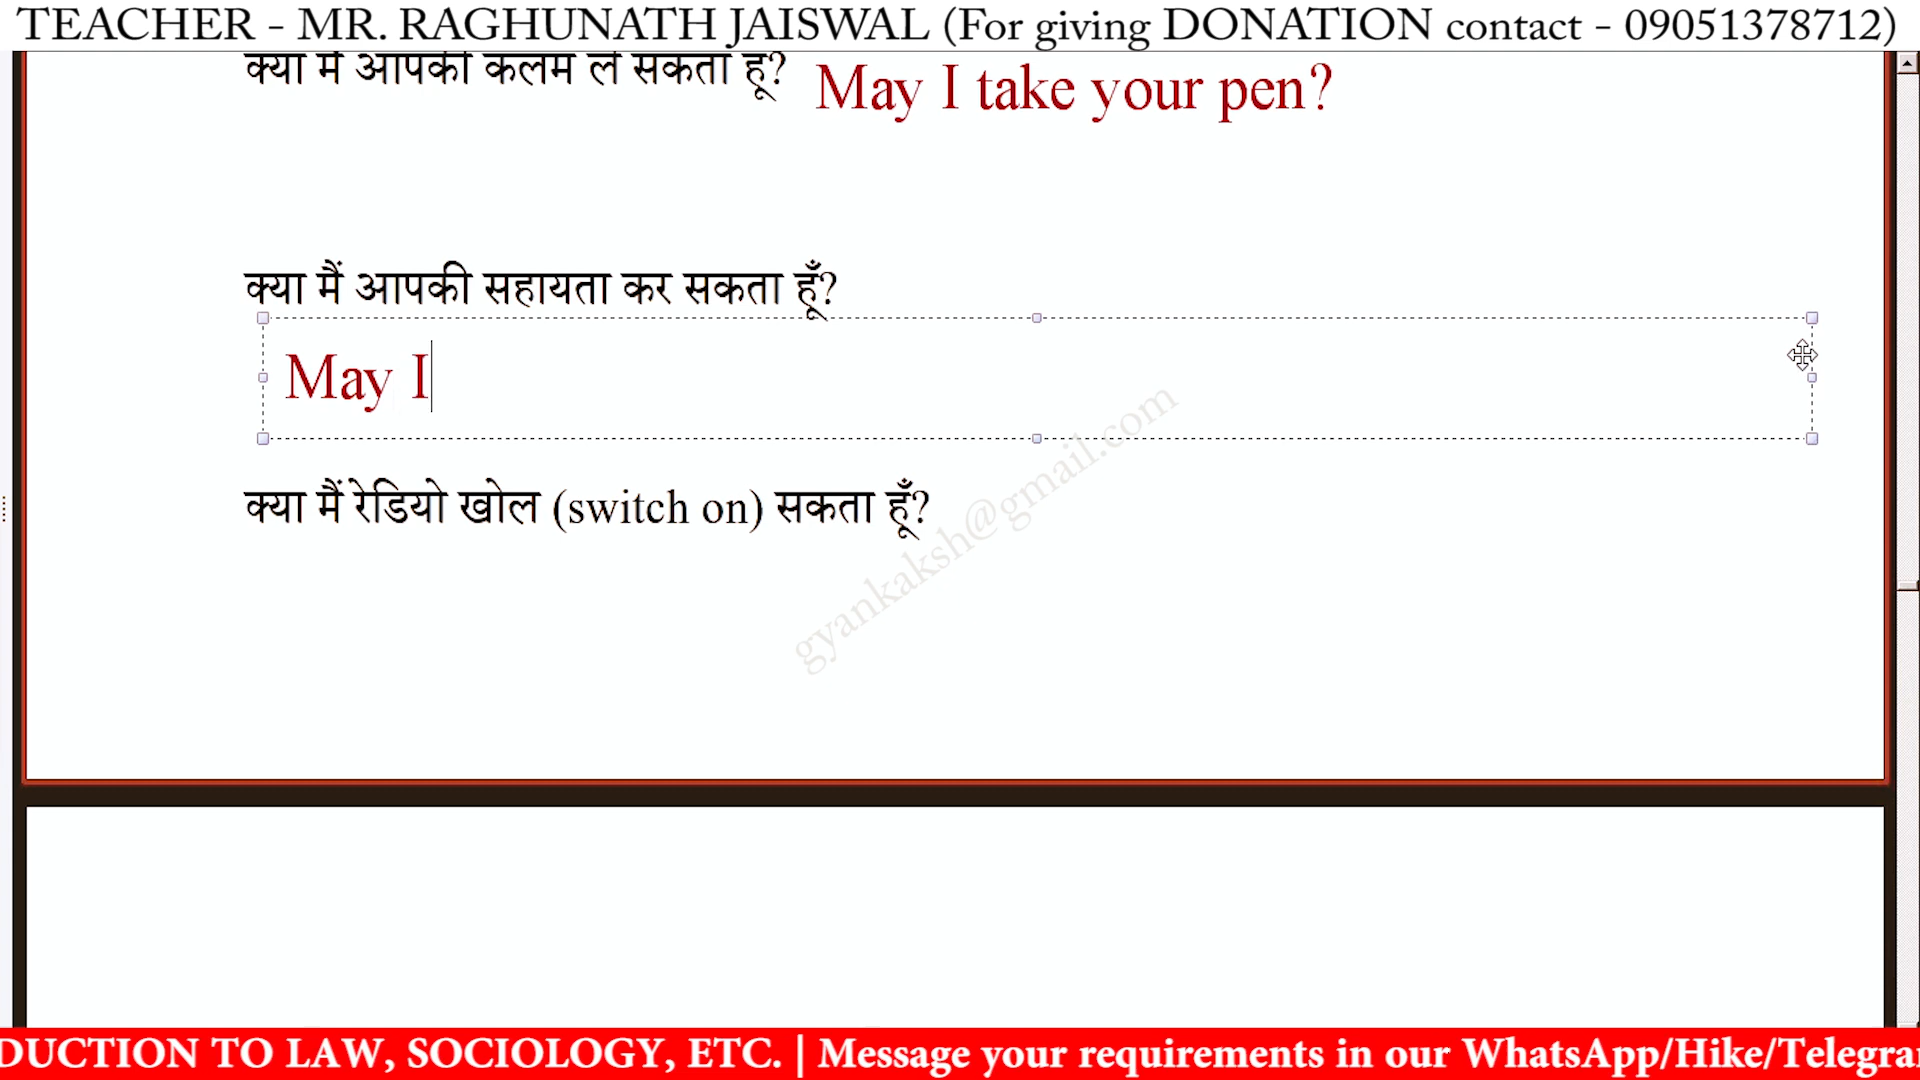 TEACHER - MR. RAGHUNATH JAISWAL (For giving DONATION contact - 09051378712)
क्या मैं आपकी कलम ले सकता हूँ? May I take your pen?
क्या मैं आपकी सहायता कर सकता हूँ?
May I
क्या मैं रेडियो खोल (switch on) सकता हूँ?
gyankaksh@gmail.com
DUCTION TO LAW, SOCIOLOGY, ETC. | Message your requirements in our WhatsApp/Hike/Telegra